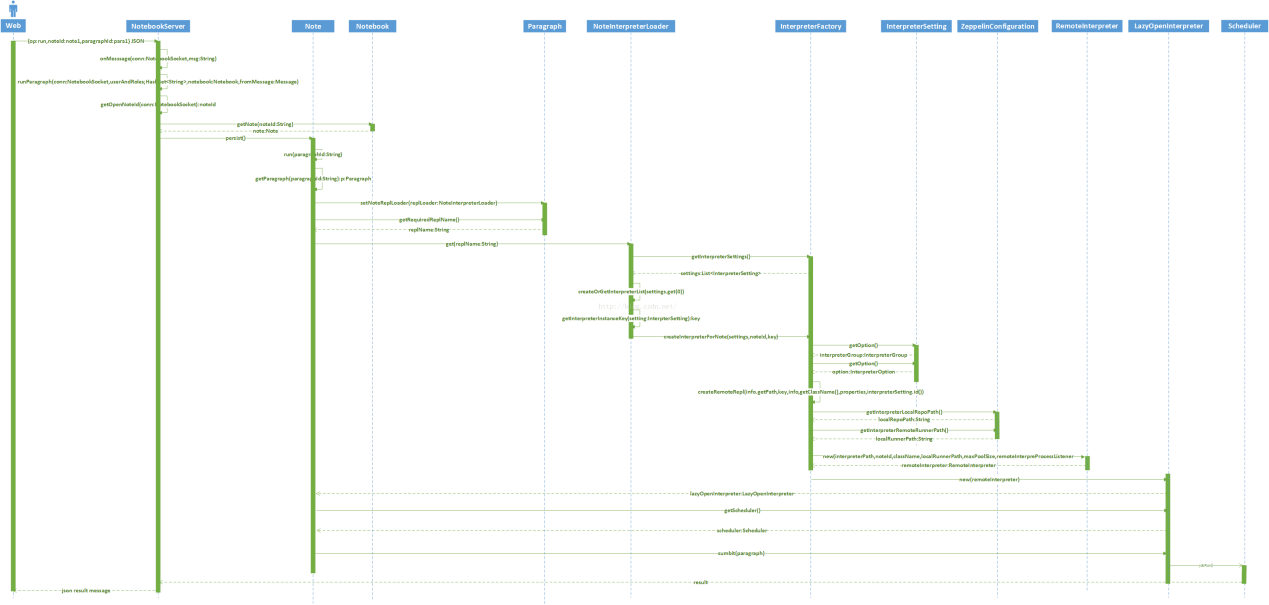 Web
NotebookServer
Note
Notebook
Paragraph
NoteInterpreterLoader
InterpreterFactory
InterpreterSetting
ZeppelinConfiguration
RemoteInterpreter
LazyOpenInterpreter
Scheduler
{op:run,noteId:note1,paragraphId:para1} JSON
onMesssage(conn:NotebookSocket,msg:String)
runParagraph(conn:NotebookSocket,userAndRoles:HashSet<String>,notebook:Notebook,fromMessage:Message)
getOpenNoteId(conn:NotebookSocket):noteId
getNote(noteId:String)
note:Note
persist()
run(paragraphId:String)
getParagraph(paragraphId:String):p:Paragraph
setNoteReplLoader(replLoader:NoteInterpreterLoader)
getRequiredReplName()
replName:String
get(replName:String)
getInterpreterSettings()
settings:List<InterpreterSetting>
createOrGetInterpreterList(settings.get(0))
getInterpreterInstanceKey(setting:InterpterSetting):key
createInterpreterForNote(settings,noteId,key)
getOption()
interpreterGroup:InterpreterGroup
getOption()
option:InterpreterOption
createRemoteRepl(info.getPath,key,info.getClassName(),properties,interpreterSetting.id())
getInterpreterLocalRepoPath()
localRepoPath:String
getInterpreterRemoteRunnerPath()
localRunnerPath:String
new(interpreterPath,noteId,className,localRunnerPath,maxPoolSize,remoteInterpreProcessListener
remoteInterpreter:RemoteInterpreter
new(remoteInterpreter)
lazyOpenInterpreter:LazyOpenInterpreter
getScheduler()
scheduler:Scheduler
sumbit(paragraph)
result
json result message